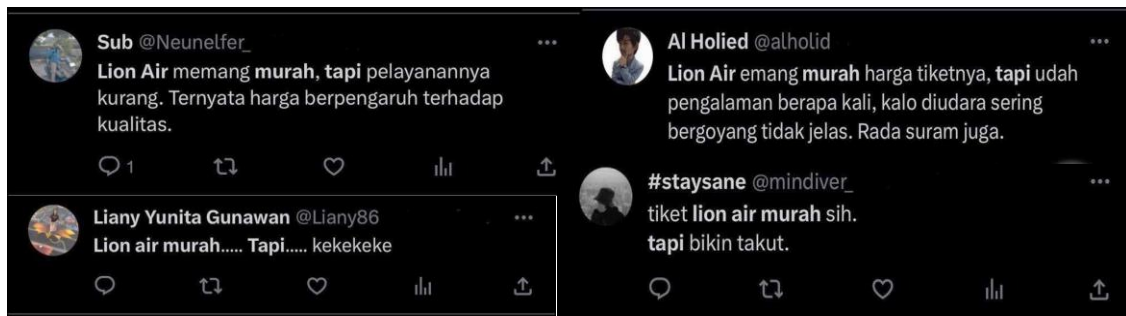 Sub @Neunelfer_
Lion Air memang murah, tapi pelayanannya
kurang. Ternyata harga berpengaruh terhadap
kualitas.
1
Liany Yunita Gunawan @Liany86
Lion air murah..... Tapi..... kekekeke
Al Holied @alholid
Lion Air emang murah harga tiketnya, tapi udah
pengalaman berapa kali, kalo diudara sering
bergoyang tidak jelas. Rada suram juga.
#staysane @mindiver_
tiket lion air murah sih.
tapi bikin takut.